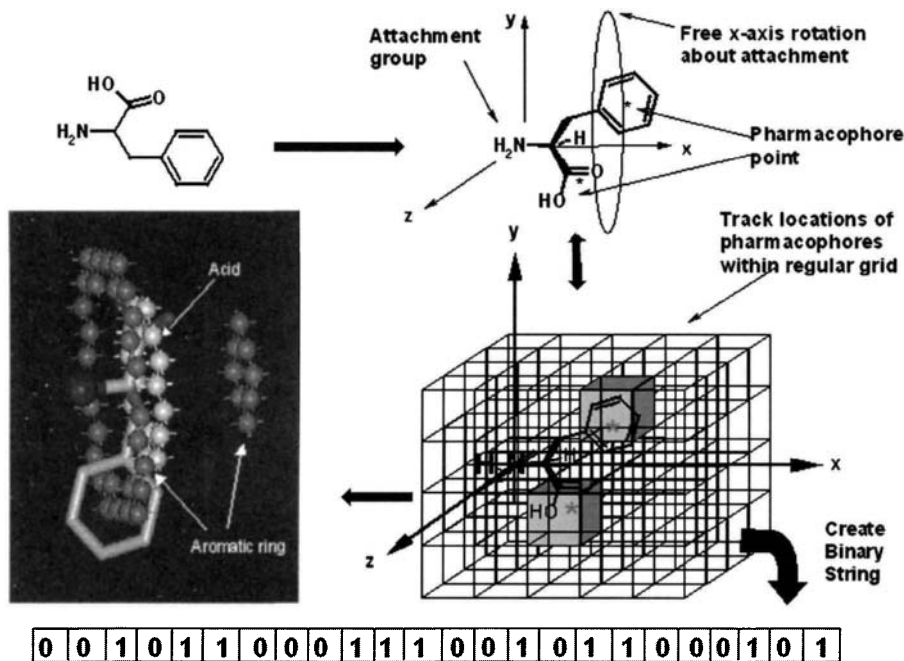 y
Attachment
group
Free x-axis rotation
about attachment
HO
O
H₂N
H₂N
H
x
*
Pharmacophore
point
O
*
HO
z
y
Track locations of
pharmacophores
within regular grid
Acid
Aromatic ring
*
H
x
HO
*
z
Create
Binary
String
0 0 1 0 1 1 0 0 0 1 1 1 0 0 1 0 1 1 0 0 0 1 0 1